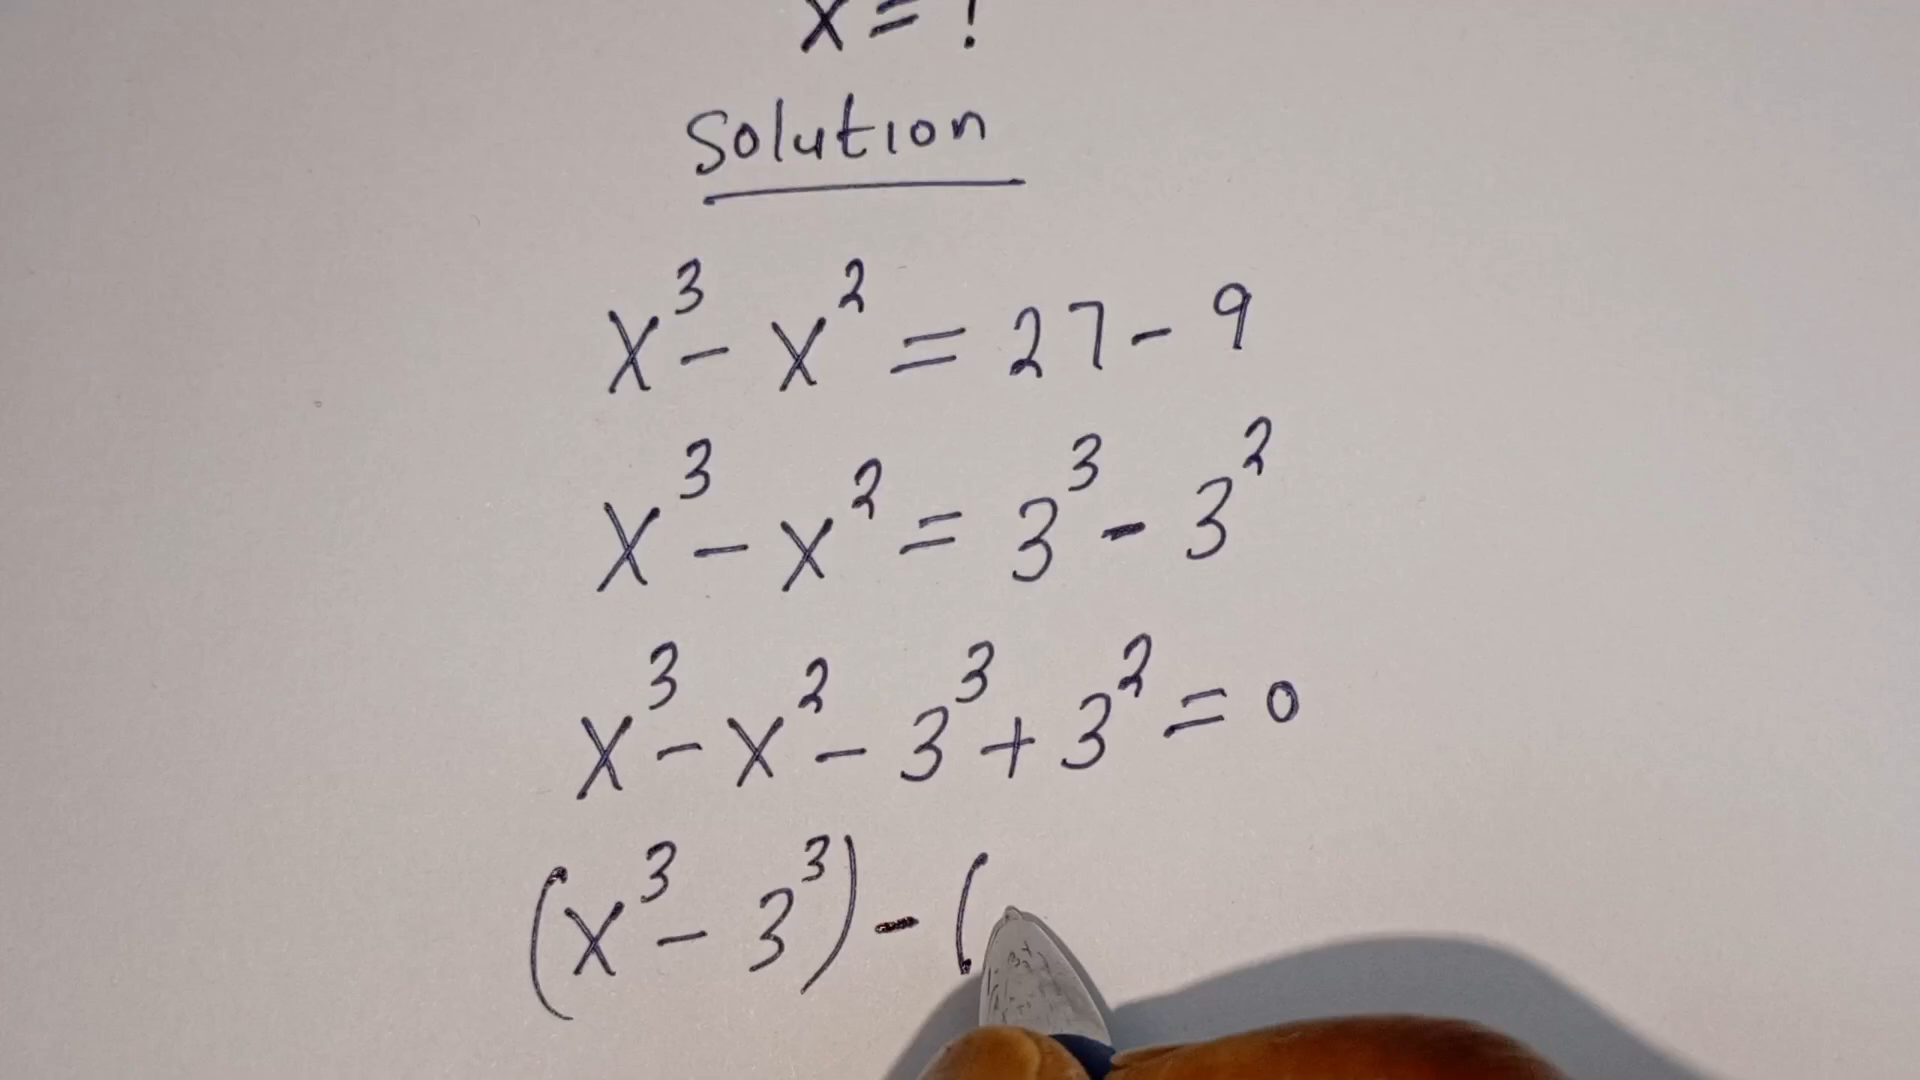 x = ?
Solution
x³ - x² = 27 - 9
x³ - x² = 3³ - 3²
x³ - x² - 3³ + 3² = 0
(x³ - 3³) - (